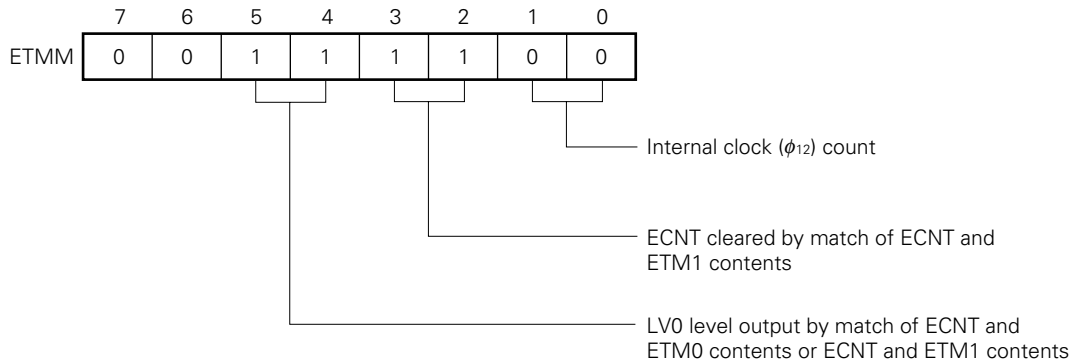 7 6 5 4 3 2 1 0
ETMM 0 0 1 1 1 1 0 0
Internal clock (ϕ12) count
ECNT cleared by match of ECNT and
ETM1 contents
LV0 level output by match of ECNT and
ETM0 contents or ECNT and ETM1 contents